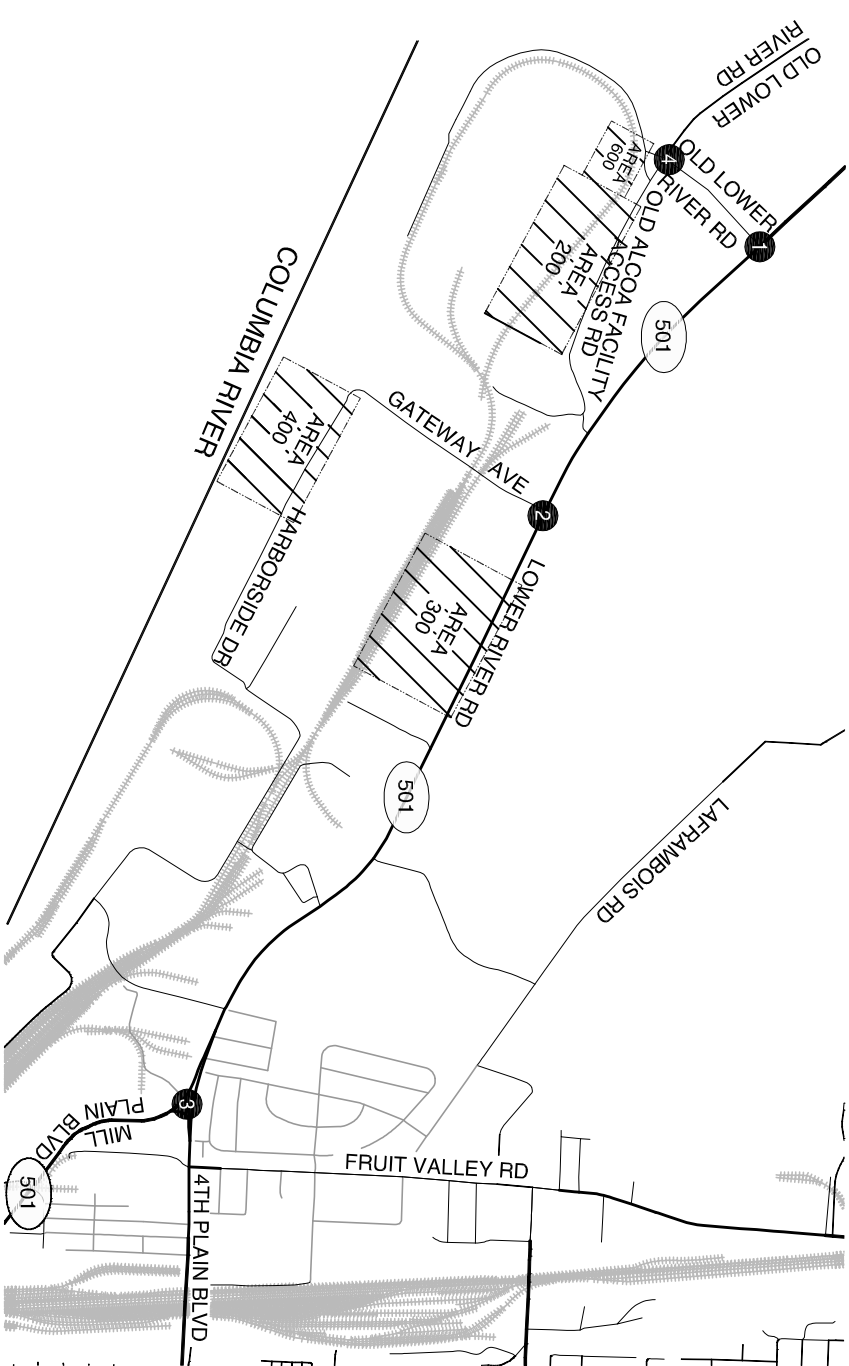 OLD LOWER
RIVER RD
4
OLD LOWER
RIVER RD
1
AREA
600
OLD ALCOA FACILITY
ACCESS RD
AREA
200
501
COLUMBIA RIVER
GATEWAY AVE
AREA
400
2
HARBORSIDE DR
LOWER RIVER RD
AREA
300
501
LAFRAMBOIS RD
3
MILL
PLAIN BLVD
501
FRUIT VALLEY RD
4TH PLAIN BLVD